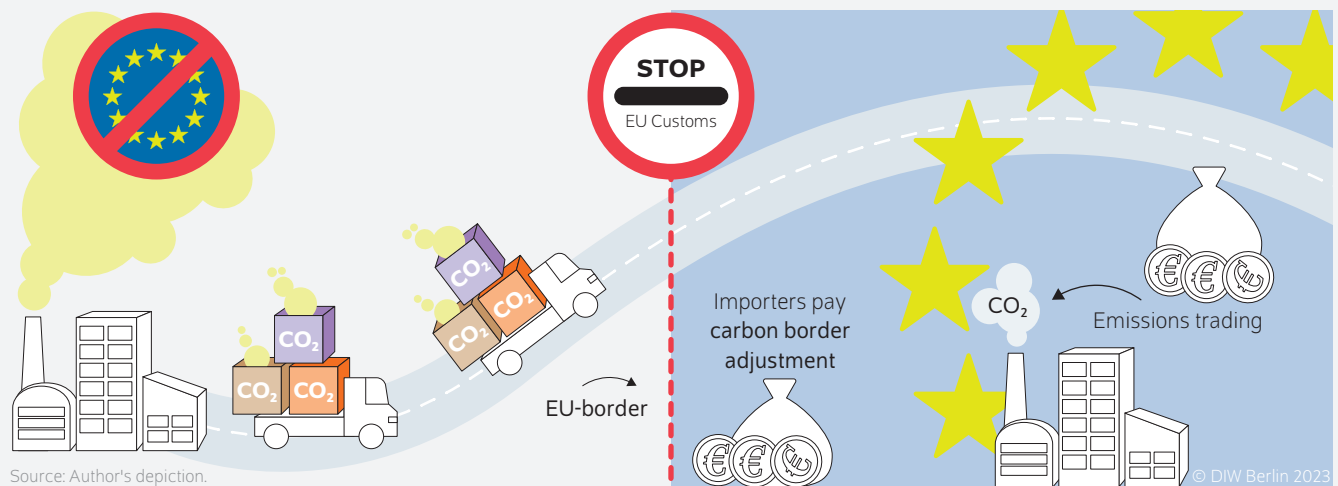 STOP
EU Customs
CO₂
CO₂
CO₂
CO₂
CO₂
CO₂
EU-border
Importers pay
carbon border
adjustment
€ € €
CO₂
Emissions trading
€ € €
Source: Author's depiction.
© DIW Berlin 2023